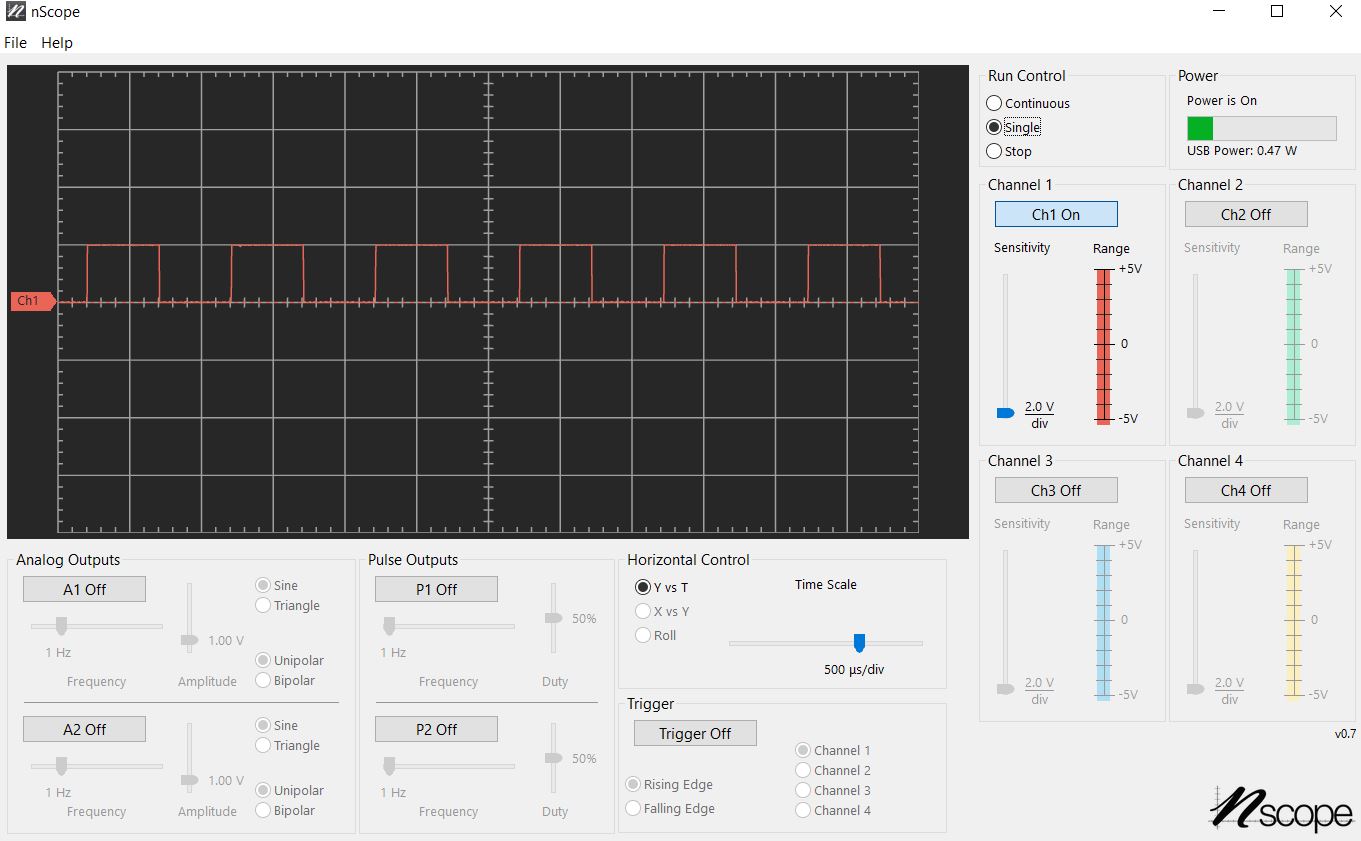 nScope
File Help
Ch1
Run Control
Continuous
Single
Stop
Power
Power is On
USB Power: 0.47 W
Channel 1
Ch1 On
Sensitivity Range
+5V
0
2.0 V
div
-5V
Channel 2
Ch2 Off
Sensitivity Range
+5V
0
2.0 V
div
-5V
Channel 3
Ch3 Off
Sensitivity Range
+5V
0
2.0 V
div
-5V
Channel 4
Ch4 Off
Sensitivity Range
+5V
0
2.0 V
div
-5V
Analog Outputs
A1 Off
1 Hz
Frequency
1.00 V
Amplitude
Sine
Triangle
Unipolar
Bipolar
A2 Off
1 Hz
Frequency
1.00 V
Amplitude
Sine
Triangle
Unipolar
Bipolar
Pulse Outputs
P1 Off
1 Hz
Frequency
50%
Duty
P2 Off
1 Hz
Frequency
50%
Duty
Horizontal Control
Y vs T
X vs Y
Roll
Time Scale
500 µs/div
Trigger
Trigger Off
Rising Edge
Falling Edge
Channel 1
Channel 2
Channel 3
Channel 4
v0.7
nscope